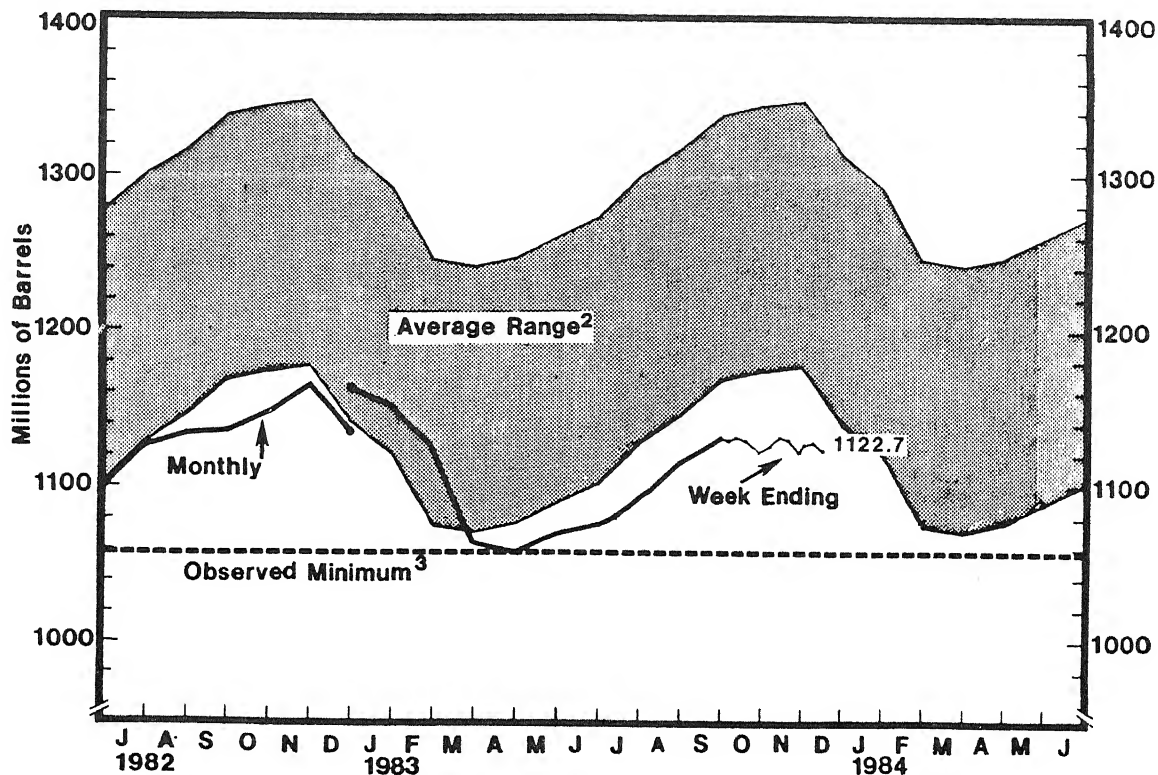 1400
1300
1200
1100
1000
Millions of Barrels
1400
1300
1200
1100
1000
Average Range2
Monthly
1122.7
Week Ending
Observed Minimum3
J A S O N D J F M A M J J A S O N D J F M A M J
1982 1983 1984